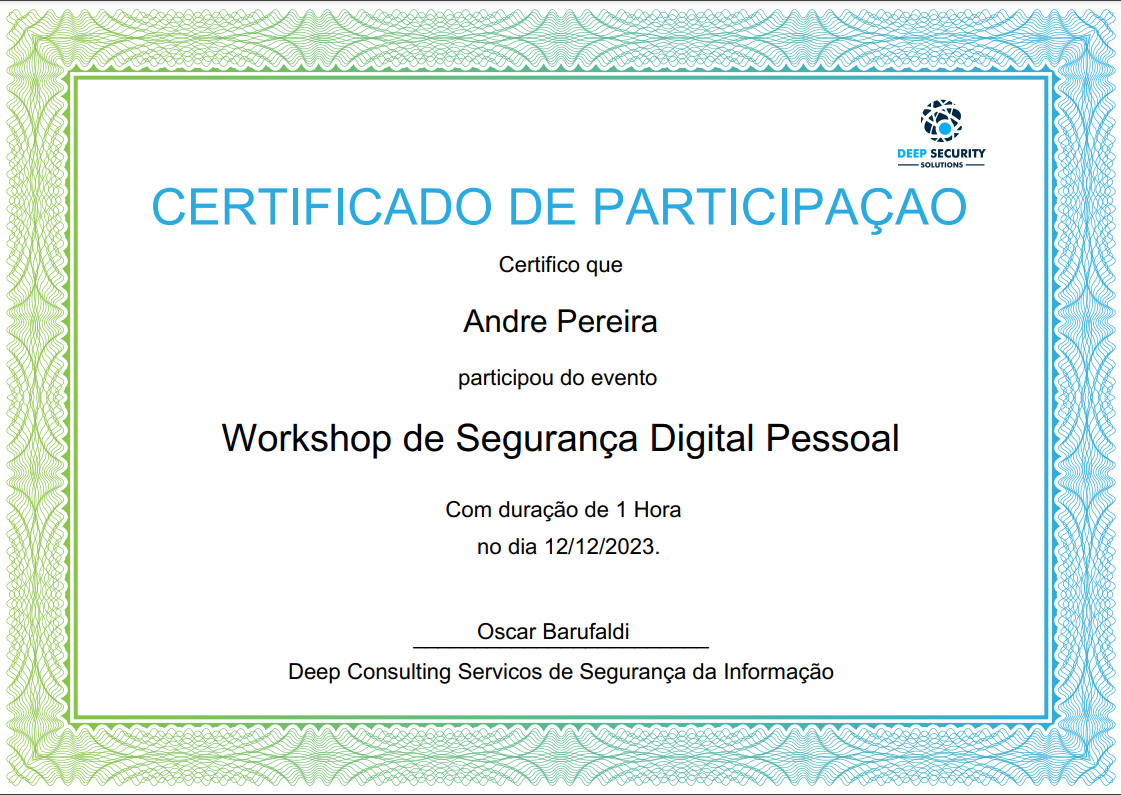 DEEP SECURITY
SOLUTIONS
CERTIFICADO DE PARTICIPAÇAO
Certifico que
Andre Pereira
participou do evento
Workshop de Segurança Digital Pessoal
Com duração de 1 Hora
no dia 12/12/2023.
Oscar Barufaldi
Deep Consulting Servicos de Segurança da Informação